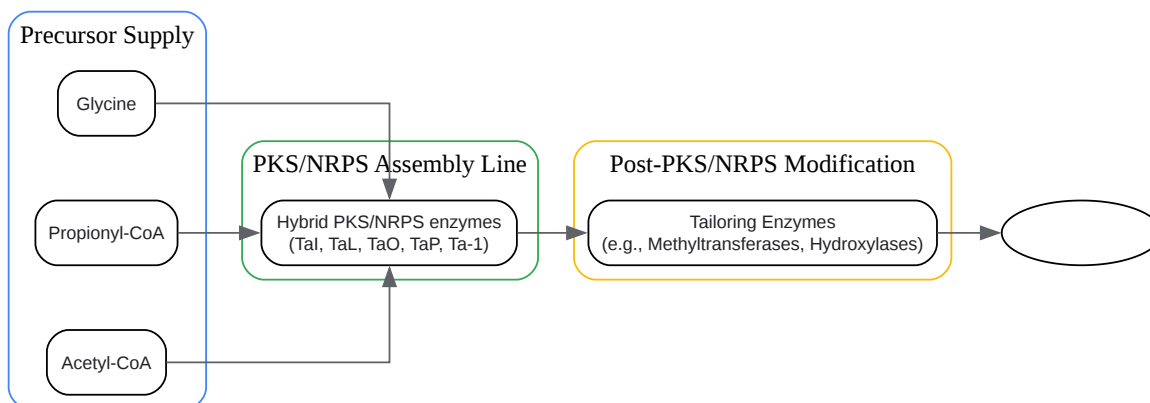 Precursor Supply
Glycine
Propionyl-CoA
Acetyl-CoA
PKS/NRPS Assembly Line
Hybrid PKS/NRPS enzymes
(TaI, TaL, TaO, TaP, Ta-1)
Post-PKS/NRPS Modification
Tailoring Enzymes
(e.g., Methyltransferases, Hydroxylases)